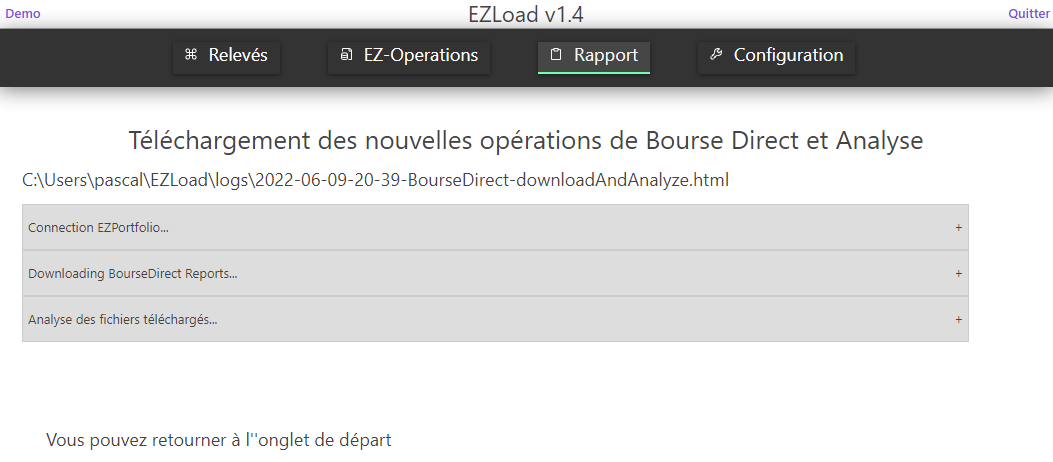 Demo
EZLoad v1.4
Quitter
Relevés
EZ-Operations
Rapport
Configuration
Téléchargement des nouvelles opérations de Bourse Direct et Analyse
C:\Users\pascal\EZLoad\logs\2022-06-09-20-39-BourseDirect-downloadAndAnalyze.html
Connection EZPortfolio... +
Downloading BourseDirect Reports... +
Analyse des fichiers téléchargés... +
Vous pouvez retourner à l''onglet de départ